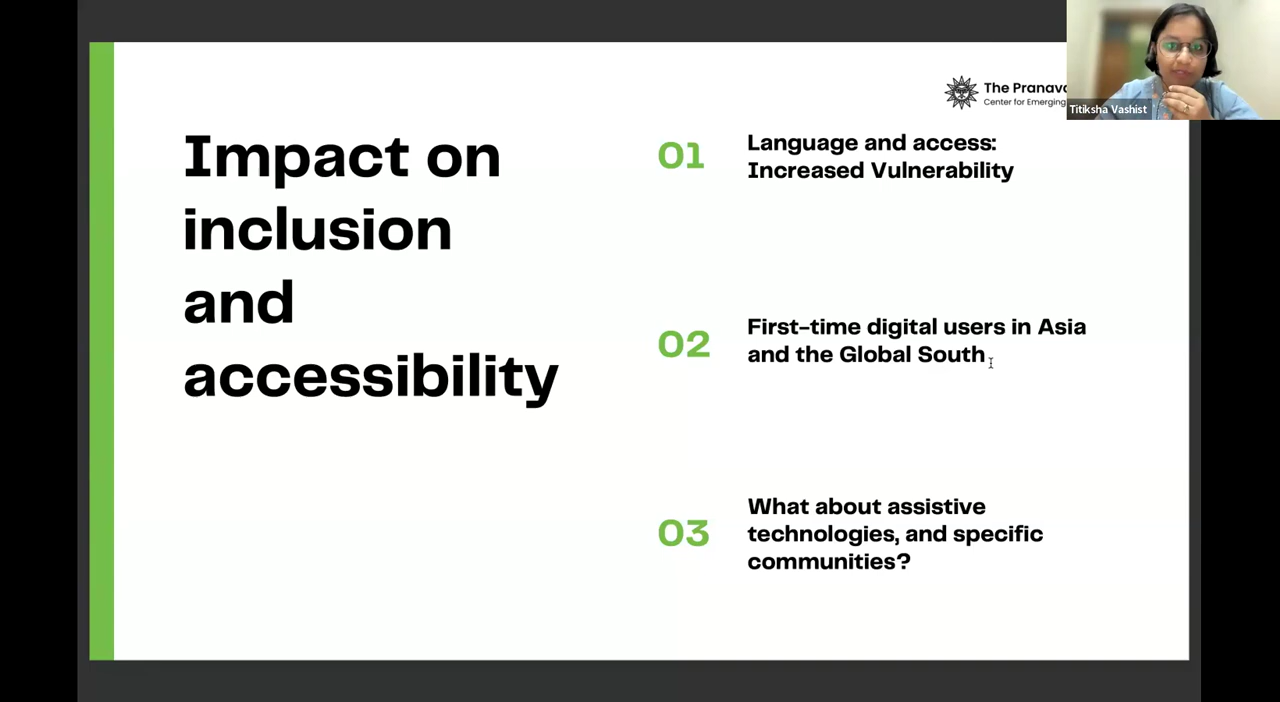 The
Center for Emerging
Titiksha Vashist
Impact on
inclusion
and
accessibility
01
Language and access:
Increased Vulnerability
02
First-time digital users in Asia
and the Global South
03
What about assistive
technologies, and specific
communities?